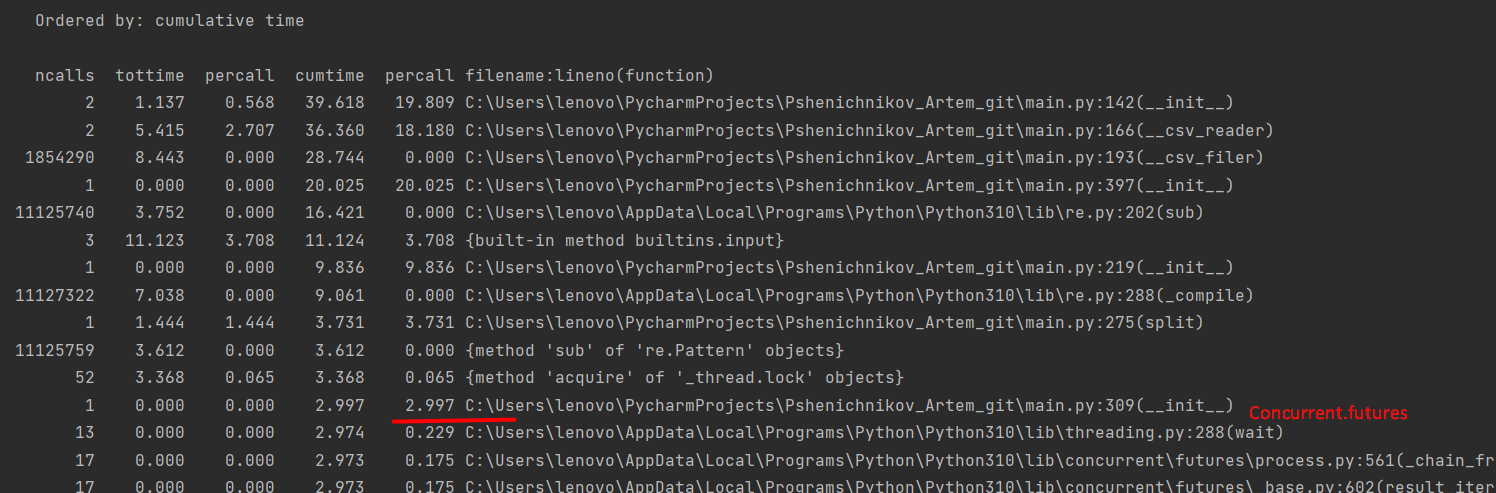 Ordered by: cumulative time
ncalls tottime percall cumtime percall filename:lineno(function)
2 1.137 0.568 39.618 19.809 C:\Users\lenovo\PycharmProjects\Pshenichnikov_Artem_git\main.py:142(__init__)
2 5.415 2.707 36.360 18.180 C:\Users\lenovo\PycharmProjects\Pshenichnikov_Artem_git\main.py:166(__csv_reader)
1854290 8.443 0.000 28.744 0.000 C:\Users\lenovo\PycharmProjects\Pshenichnikov_Artem_git\main.py:193(__csv_filer)
1 0.000 0.000 20.025 20.025 C:\Users\lenovo\PycharmProjects\Pshenichnikov_Artem_git\main.py:397(__init__)
11125740 3.752 0.000 16.421 0.000 C:\Users\lenovo\AppData\Local\Programs\Python\Python310\lib\re.py:202(sub)
3 11.123 3.708 11.124 3.708 {built-in method builtins.input}
1 0.000 0.000 9.836 9.836 C:\Users\lenovo\PycharmProjects\Pshenichnikov_Artem_git\main.py:219(__init__)
11127322 7.038 0.000 9.061 0.000 C:\Users\lenovo\AppData\Local\Programs\Python\Python310\lib\re.py:288(_compile)
1 1.444 1.444 3.731 3.731 C:\Users\lenovo\PycharmProjects\Pshenichnikov_Artem_git\main.py:275(split)
11125759 3.612 0.000 3.612 0.000 {method 'sub' of 're.Pattern' objects}
52 3.368 0.065 3.368 0.065 {method 'acquire' of '_thread.lock' objects}
1 0.000 0.000 2.997 2.997 C:\Users\lenovo\PycharmProjects\Pshenichnikov_Artem_git\main.py:309(__init__) Concurrent.futures
13 0.000 0.000 2.974 0.229 C:\Users\lenovo\AppData\Local\Programs\Python\Python310\lib\threading.py:288(wait)
17 0.000 0.000 2.973 0.175 C:\Users\lenovo\AppData\Local\Programs\Python\Python310\lib\concurrent\futures\process.py:561(_chain_fr
17 0.000 0.000 2.973 0.175 C:\Users\lenovo\AppData\Local\Programs\Python\Python310\lib\concurrent\futures\_base.py:602(result_iter